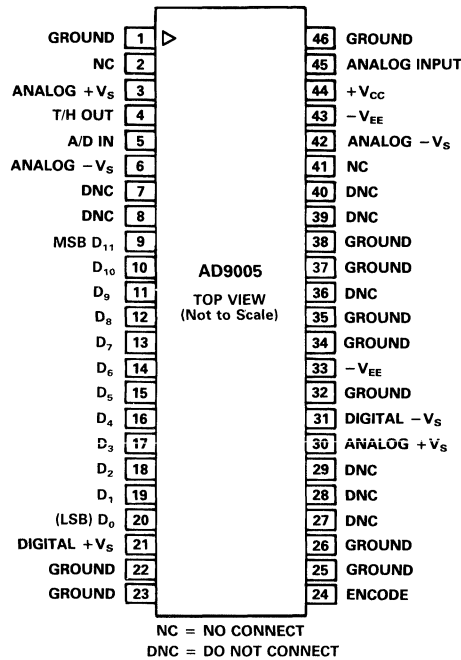 GROUND 1 46 GROUND
NC 2 45 ANALOG INPUT
ANALOG +VS 3 44 +VCC
T/H OUT 4 43 −VEE
A/D IN 5 42 ANALOG −VS
ANALOG −VS 6 41 NC
DNC 7 40 DNC
DNC 8 39 DNC
MSB D11 9 38 GROUND
D10 10 37 GROUND
D9 11 36 DNC
D8 12 35 GROUND
D7 13 34 GROUND
D6 14 33 −VEE
D5 15 32 GROUND
D4 16 31 DIGITAL −VS
D3 17 30 ANALOG +VS
D2 18 29 DNC
D1 19 28 DNC
(LSB) D0 20 27 DNC
DIGITAL +VS 21 26 GROUND
GROUND 22 25 GROUND
GROUND 23 24 ENCODE
AD9005
TOP VIEW
(Not to Scale)
NC = NO CONNECT
DNC = DO NOT CONNECT